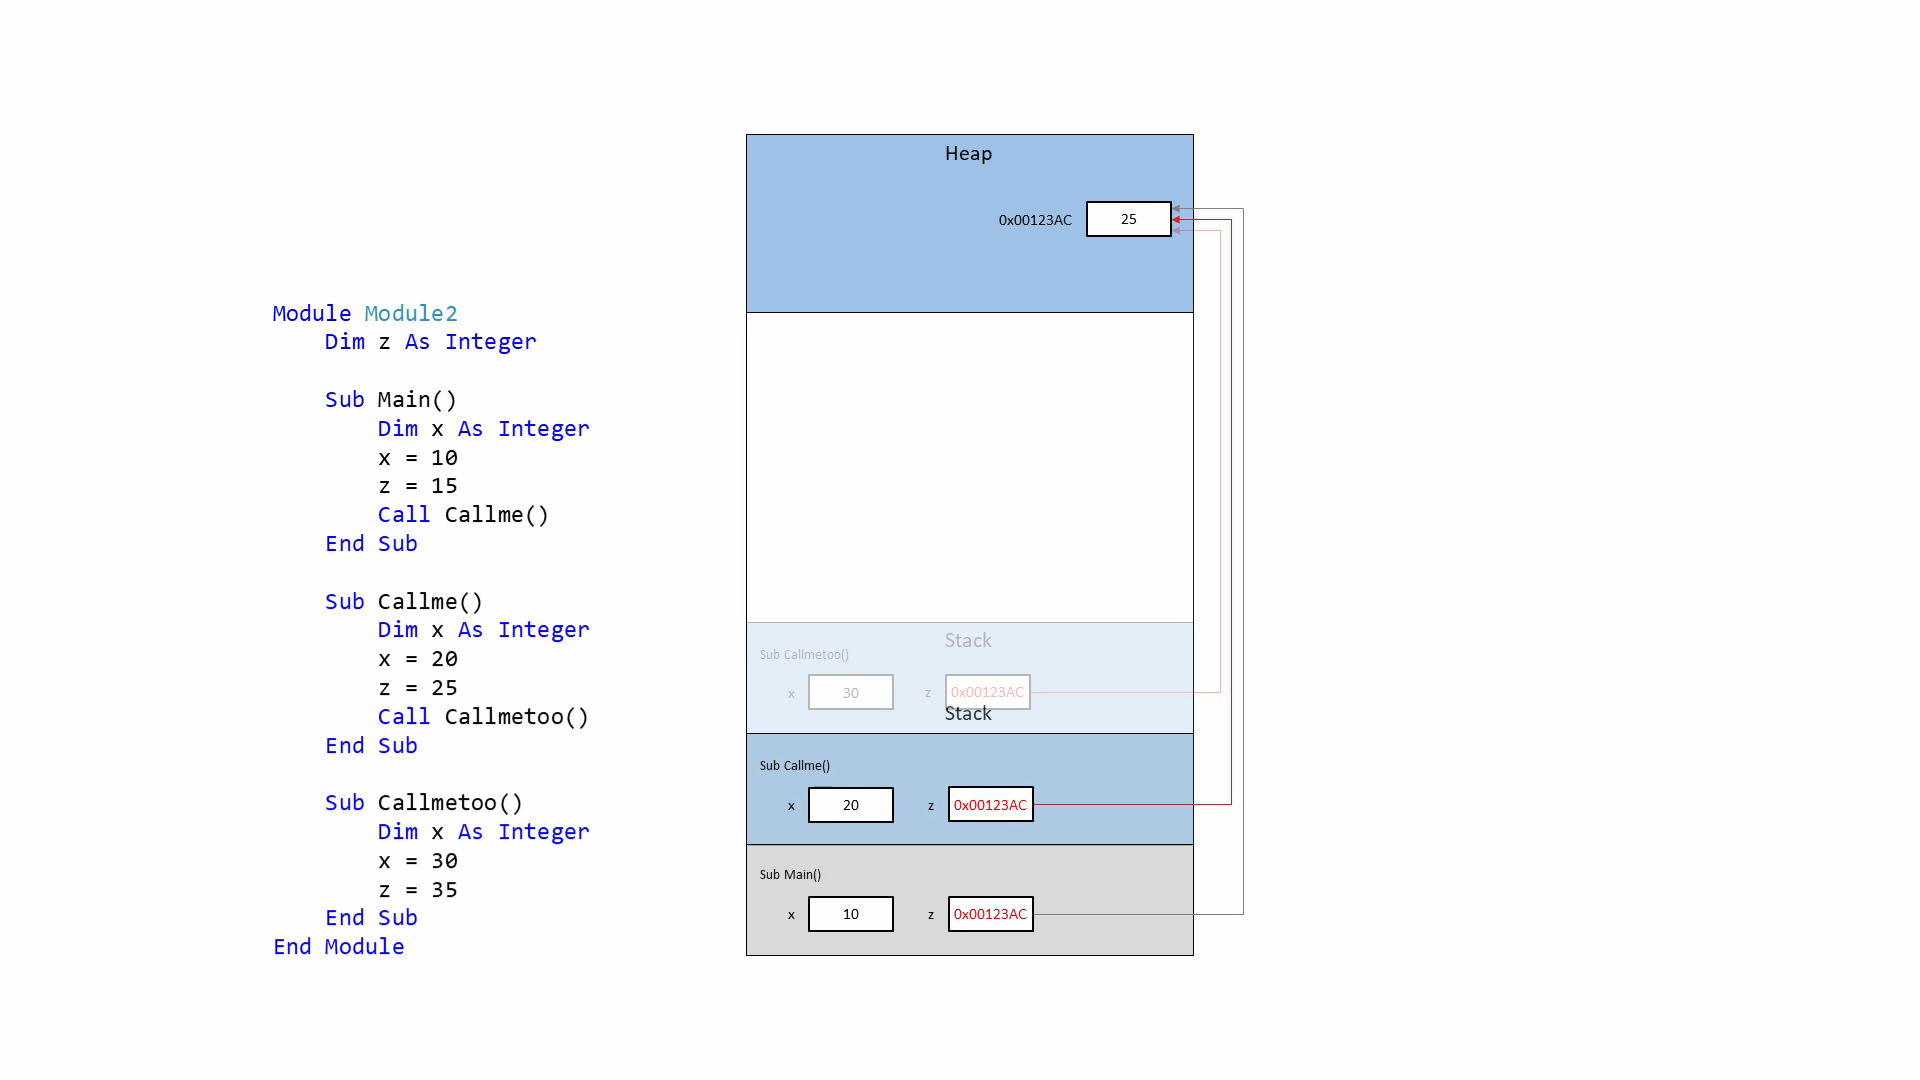 Module Module2
Dim z As Integer
Sub Main()
Dim x As Integer
x = 10
z = 15
Call Callme()
End Sub
Sub Callme()
Dim x As Integer
x = 20
z = 25
Call Callmetoo()
End Sub
Sub Callmetoo()
Dim x As Integer
x = 30
z = 35
End Sub
End Module
Heap
0x00123AC 25
Stack
Sub Callmetoo()
x 30 z 0x00123AC
Stack
Sub Callme()
x 20 z 0x00123AC
Sub Main()
x 10 z 0x00123AC